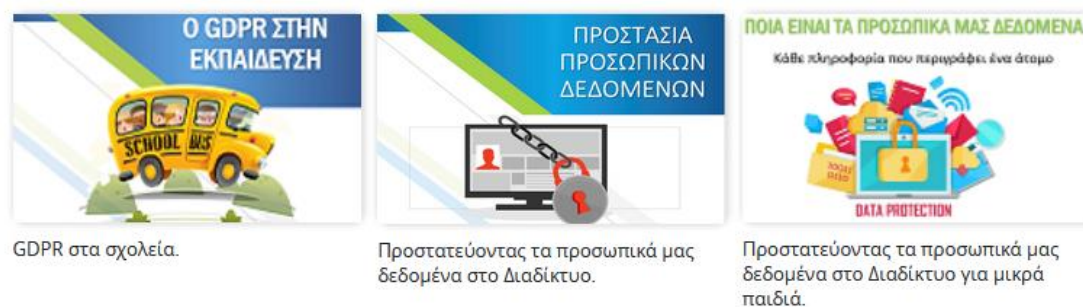 Ο GDPR ΣΤΗΝ
ΕΚΠΑΙΔΕΥΣΗ
SCHOOL BUS
GDPR στα σχολεία.
ΠΡΟΣΤΑΣΙΑ
ΠΡΟΣΩΠΙΚΩΝ
ΔΕΔΟΜΕΝΩΝ
Προστατεύοντας τα προσωπικά μας
δεδομένα στο Διαδίκτυο.
ΠΟΙΑ ΕΙΝΑΙ ΤΑ ΠΡΟΣΩΠΙΚΑ ΜΑΣ ΔΕΔΟΜΕΝΑ
Κάθε πληροφορία που περιγράφει ένα άτομο
DATA PROTECTION
Προστατεύοντας τα προσωπικά μας
δεδομένα στο Διαδίκτυο για μικρά
παιδιά.